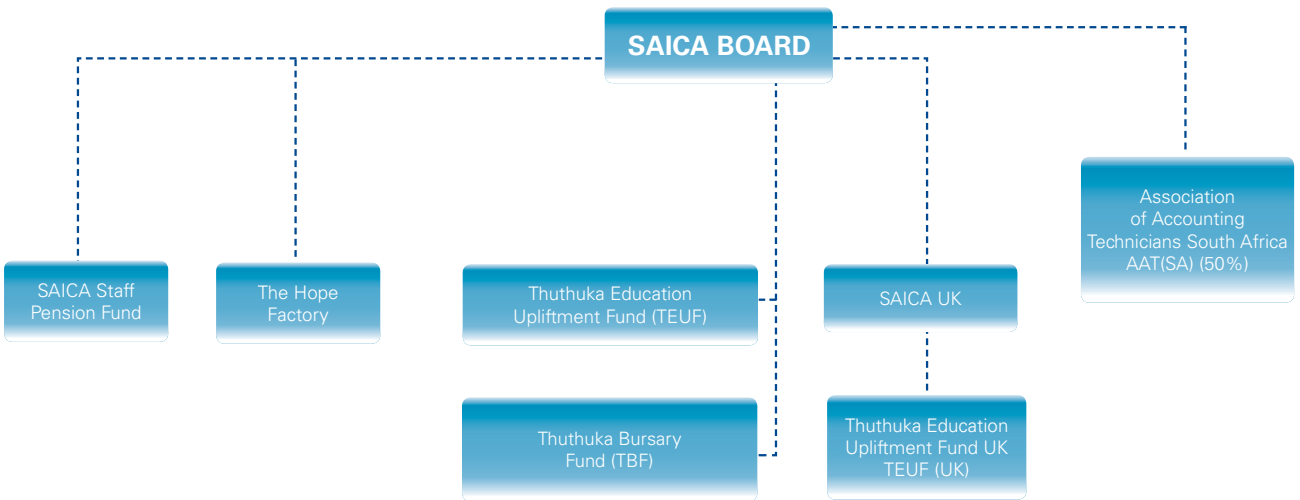 SAICA BOARD
Association
of Accounting
Technicians South Africa
AAT(SA) (50%)
SAICA Staff
Pension Fund
The Hope
Factory
Thuthuka Education
Upliftment Fund (TEUF)
SAICA UK
Thuthuka Bursary
Fund (TBF)
Thuthuka Education
Upliftment Fund UK
TEUF (UK)